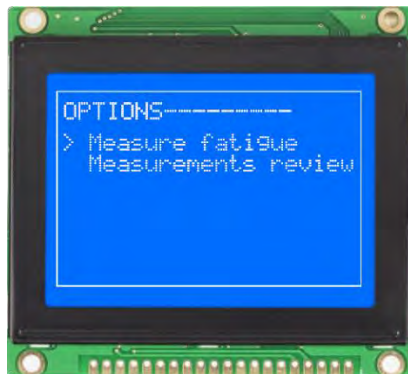 OPTIONS----------
> Measure fatigue
Measurements review